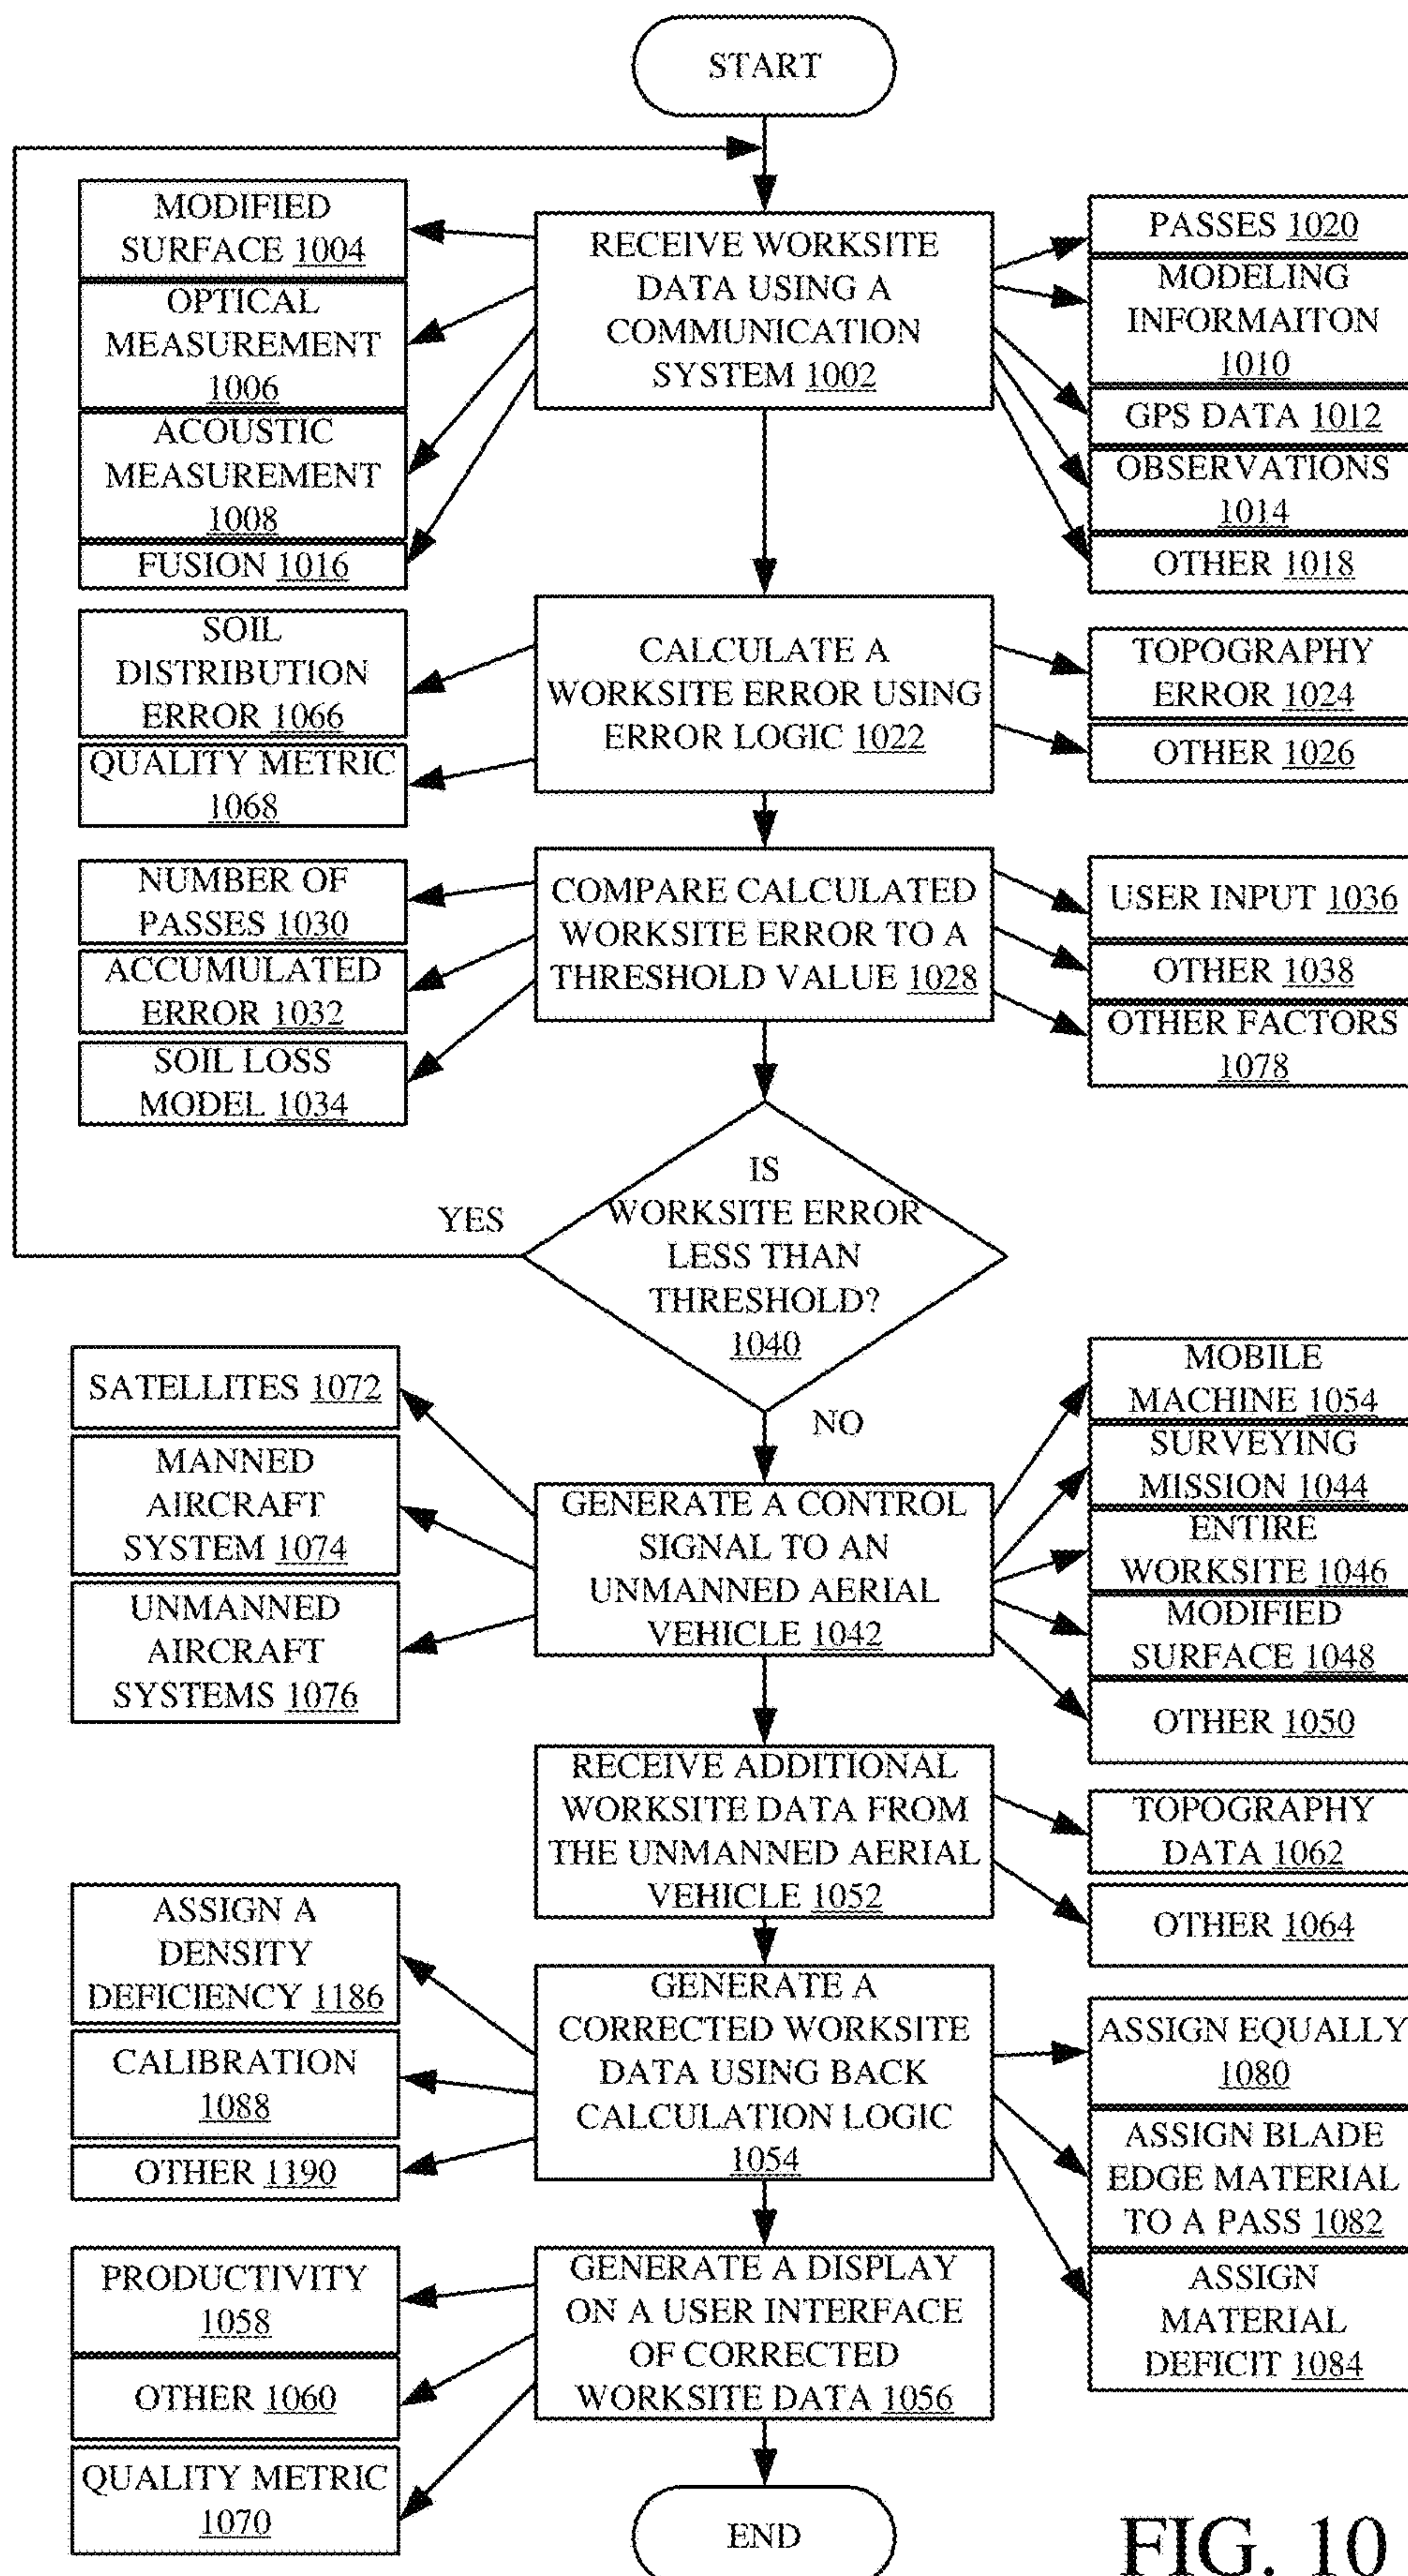 START
MODIFIED
SURFACE 1004
OPTICAL
MEASUREMENT
1006
ACOUSTIC
MEASUREMENT
1008
FUSION 1016
RECEIVE WORKSITE
DATA USING A
COMMUNICATION
SYSTEM 1002
PASSES 1020
MODELING
INFORMAITON
1010
GPS DATA 1012
OBSERVATIONS
1014
OTHER 1018
SOIL
DISTRIBUTION
ERROR 1066
QUALITY METRIC
1068
CALCULATE A
WORKSITE ERROR USING
ERROR LOGIC 1022
TOPOGRAPHY
ERROR 1024
OTHER 1026
NUMBER OF
PASSES 1030
ACCUMULATED
ERROR 1032
SOIL LOSS
MODEL 1034
COMPARE CALCULATED
WORKSITE ERROR TO A
THRESHOLD VALUE 1028
USER INPUT 1036
OTHER 1038
OTHER FACTORS
1078
YES
IS
WORKSITE ERROR
LESS THAN
THRESHOLD?
1040
NO
SATELLITES 1072
MANNED
AIRCRAFT
SYSTEM 1074
UNMANNED
AIRCRAFT
SYSTEMS 1076
GENERATE A CONTROL
SIGNAL TO AN
UNMANNED AERIAL
VEHICLE 1042
MOBILE
MACHINE 1054
SURVEYING
MISSION 1044
ENTIRE
WORKSITE 1046
MODIFIED
SURFACE 1048
OTHER 1050
RECEIVE ADDITIONAL
WORKSITE DATA FROM
THE UNMANNED AERIAL
VEHICLE 1052
TOPOGRAPHY
DATA 1062
OTHER 1064
ASSIGN A
DENSITY
DEFICIENCY 1186
CALIBRATION
1088
OTHER 1190
GENERATE A
CORRECTED WORKSITE
DATA USING BACK
CALCULATION LOGIC
1054
ASSIGN EQUALLY
1080
ASSIGN BLADE
EDGE MATERIAL
TO A PASS 1082
ASSIGN
MATERIAL
DEFICIT 1084
PRODUCTIVITY
1058
OTHER 1060
QUALITY METRIC
1070
GENERATE A DISPLAY
ON A USER INTERFACE
OF CORRECTED
WORKSITE DATA 1056
END
FIG. 10